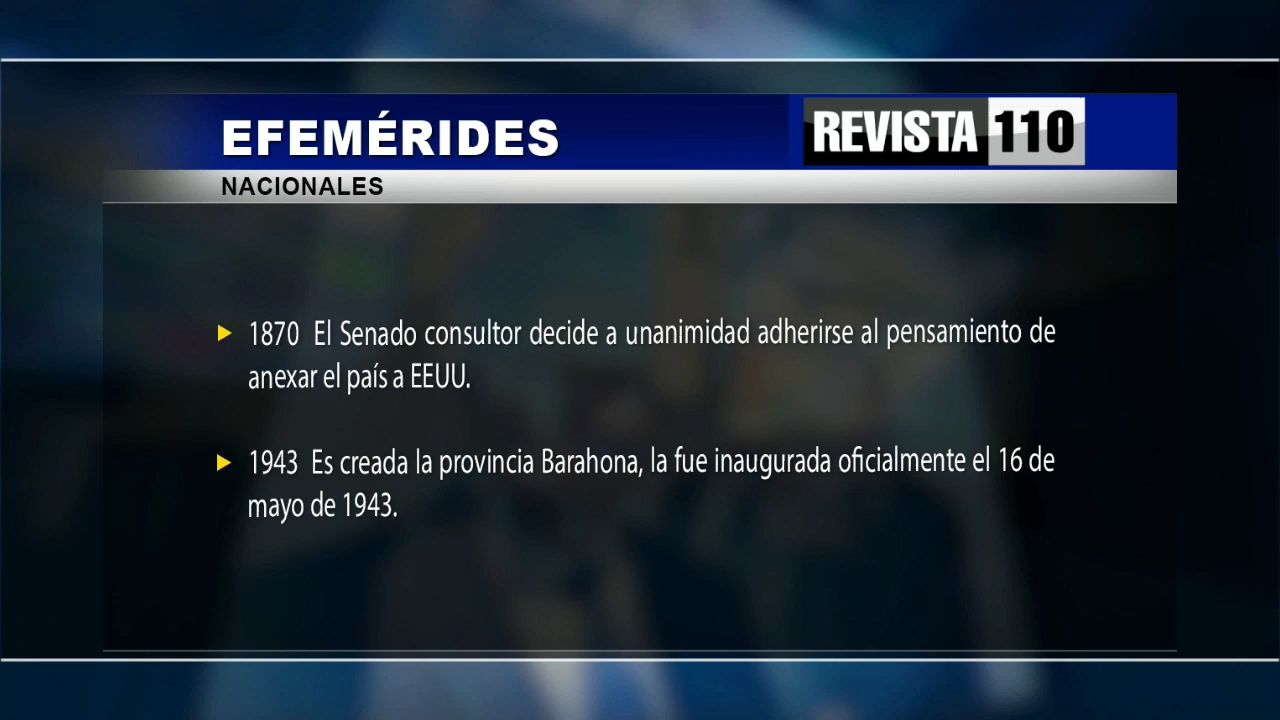 EFEMÉRIDES
REVISTA 110
NACIONALES
1870 El Senado consultor decide a unanimidad adherirse al pensamiento de
anexar el país a EEUU.
1943 Es creada la provincia Barahona, la fue inaugurada oficialmente el 16 de
mayo de 1943.